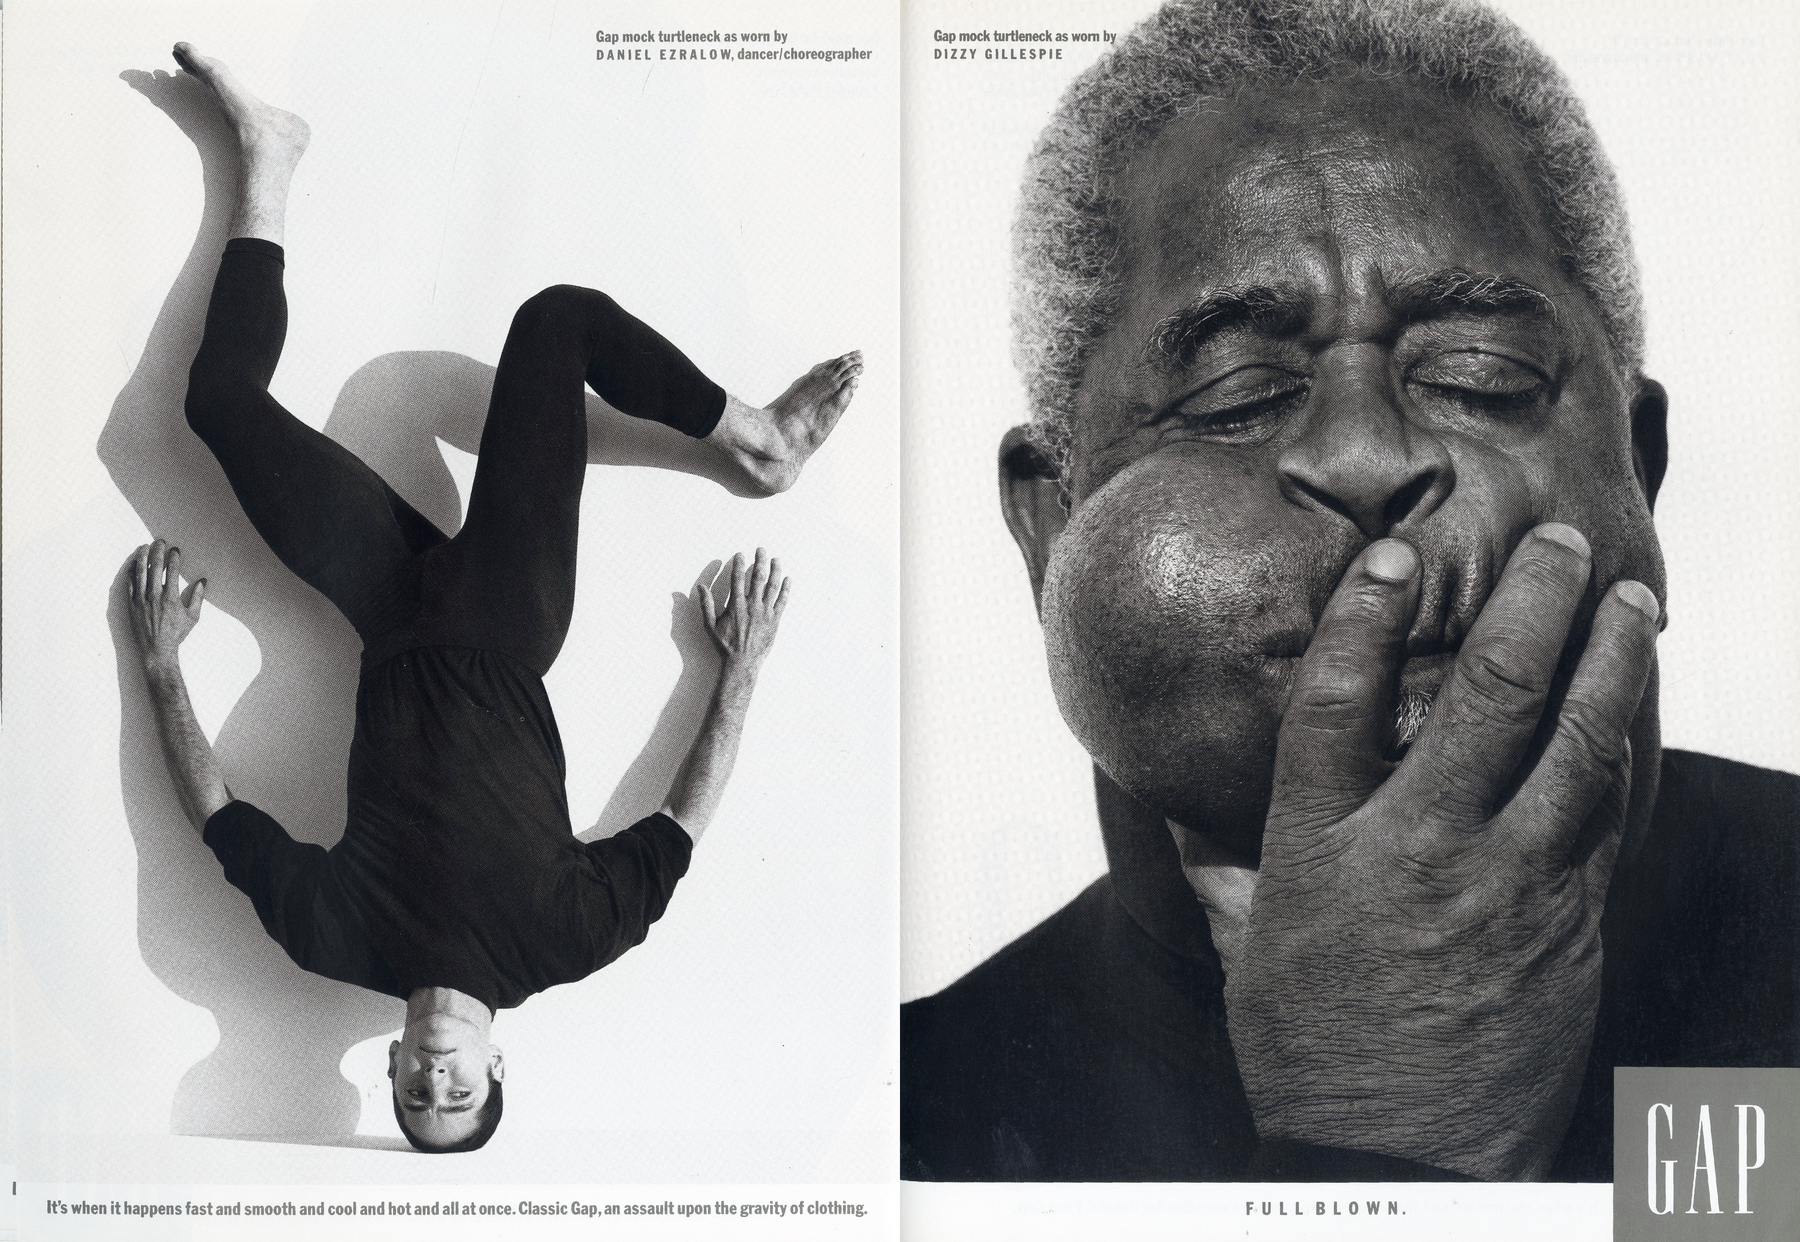 Gap mock turtleneck as worn by
DANIEL EZRALOW, dancer/choreographer
It's when it happens fast and smooth and cool and hot and all at once. Classic Gap, an assault upon the gravity of clothing.
Gap mock turtleneck as worn by
DIZZY GILLESPIE
FULL BLOWN.
GAP